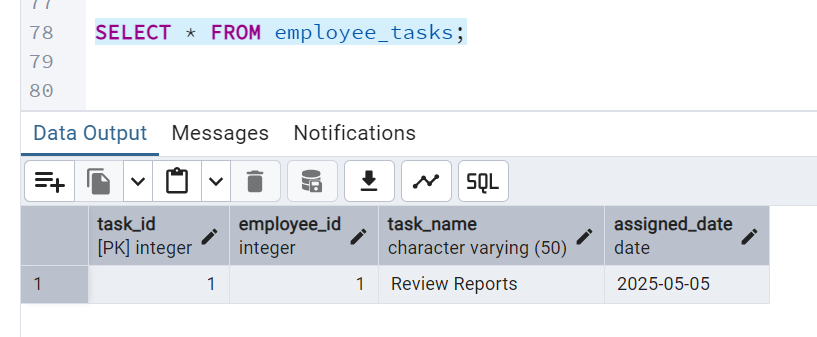 77
78 SELECT * FROM employee_tasks;
79
80
Data Output Messages Notifications
SQL
task_id employee_id task_name assigned_date
[PK] integer integer character varying (50) date
1 1 1 Review Reports 2025-05-05